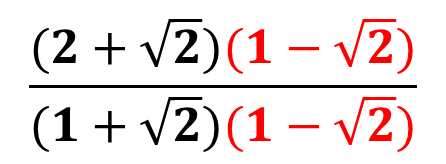 (2 + √2)(1 − √2)
(1 + √2)(1 − √2)